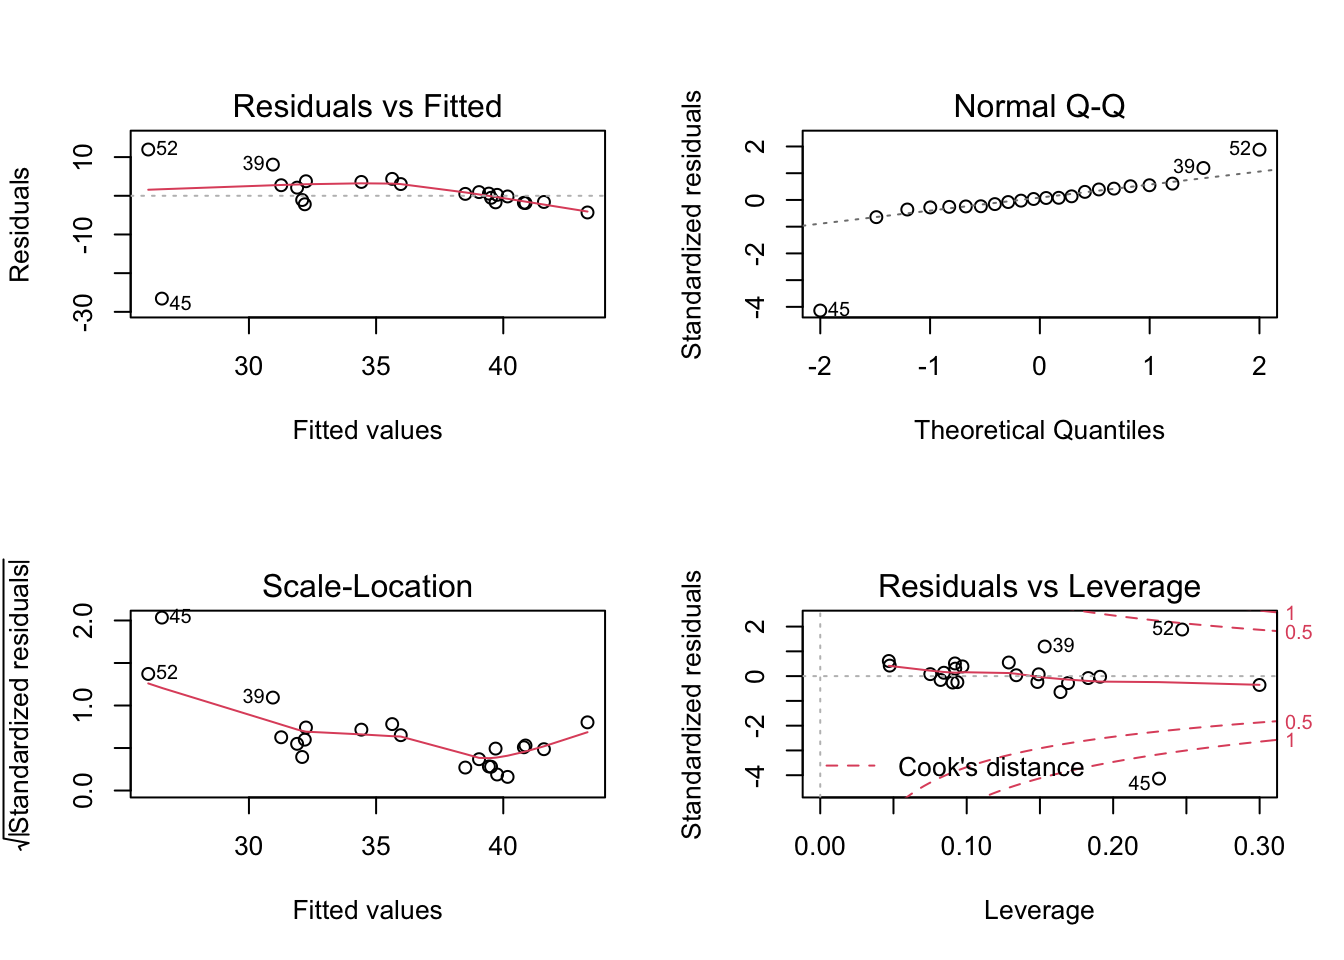 Residuals vs Fitted
Residuals
10
-10
-30
52
39
45
30 35 40
Fitted values
Normal Q-Q
Standardized residuals
2
0
-2
-4
52
39
45
-2 -1 0 1 2
Theoretical Quantiles
Scale-Location
√|Standardized residuals|
2.0
1.0
0.0
45
52
39
30 35 40
Fitted values
Residuals vs Leverage
Standardized residuals
2
0
-2
-4
52
39
45
1
0.5
0.5
1
Cook's distance
0.00 0.10 0.20 0.30
Leverage